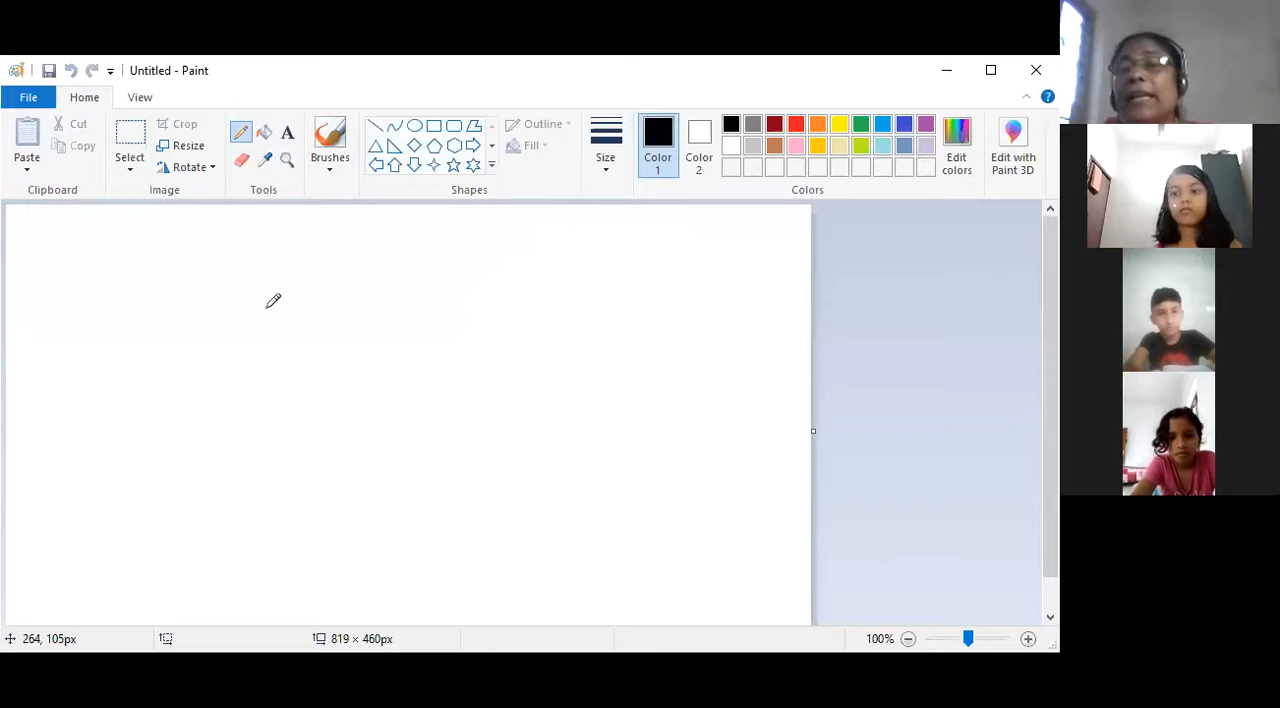 Untitled - Paint
File Home View
Paste
Cut
Copy
Clipboard
Select
Crop
Resize
Rotate
Image
A
Tools
Brushes
Outline
Fill
Shapes
Size
Color 1
Color 2
Edit colors
Colors
Edit with Paint 3D
264, 105px
819 × 460px
100%